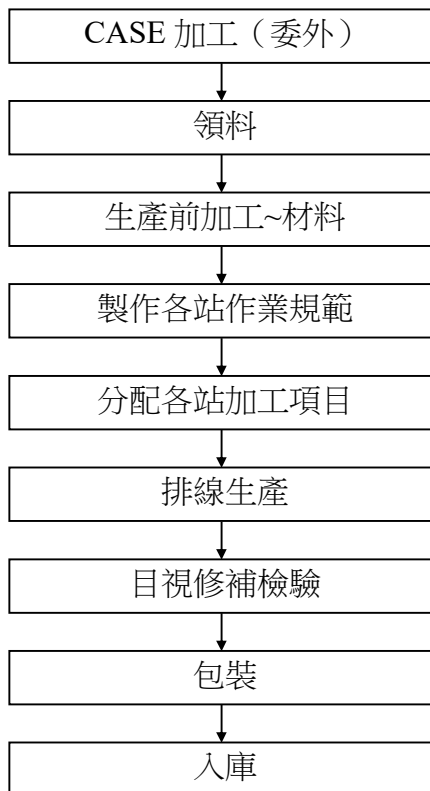 CASE 加工（委外）
領料
生產前加工~材料
製作各站作業規範
分配各站加工項目
排線生產
目視修補檢驗
包裝
入庫